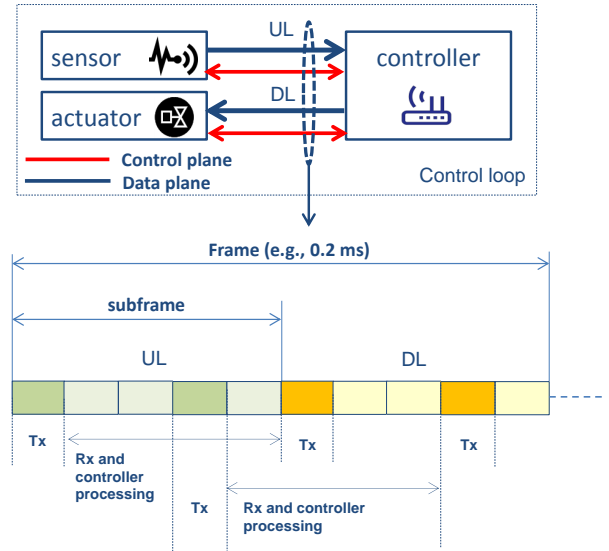 UL
sensor
controller
DL
actuator
Control plane
Data plane
Control loop
Frame (e.g., 0.2 ms)
subframe
UL
DL
Tx
Rx and
controller
processing
Tx
Tx
Rx and controller
processing
Tx